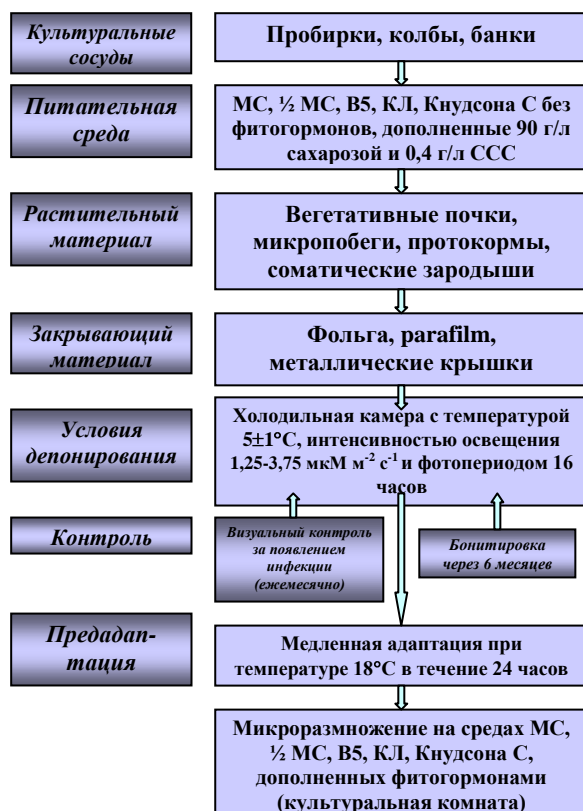 Культуральные
сосуды
Пробирки, колбы, банки
Питательная
среда
МС, ½ МС, В5, КЛ, Кнудсона С без
фитогормонов, дополненные 90 г/л
сахарозой и 0,4 г/л ССС
Растительный
материал
Вегетативные почки,
микропобеги, протокормы,
соматические зародыши
Закрывающий
материал
Фольга, parafilm,
металлические крышки
Условия
депонирования
Холодильная камера с температурой
5±1°С, интенсивностью освещения
1,25-3,75 мкМ м⁻² с⁻¹ и фотопериодом 16
часов
Контроль
Визуальный контроль
за появлением
инфекции
(ежемесячно)
Бонитировка
через 6 месяцев
Предадап-
тация
Медленная адаптация при
температуре 18°С в течение 24 часов
Микроразмножение на средах МС,
½ МС, В5, КЛ, Кнудсона С,
дополненных фитогормонами
(культуральная комната)